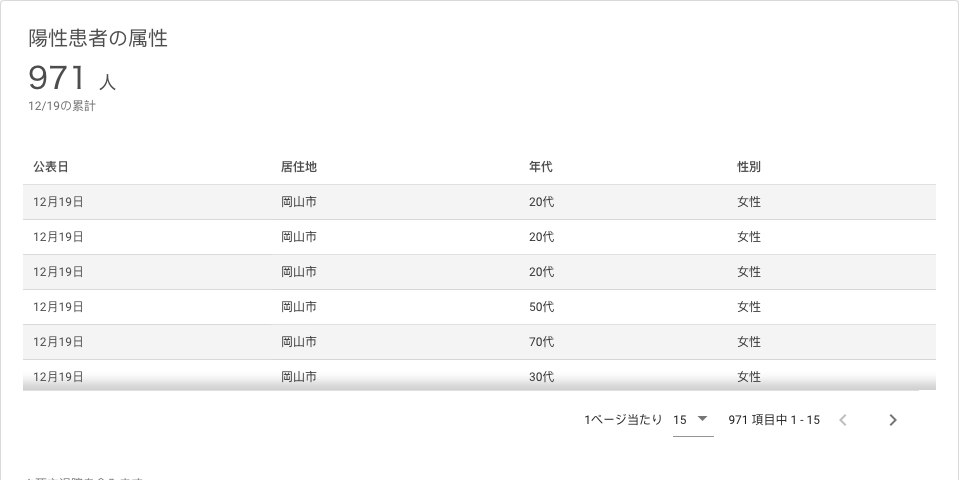 陽性患者の属性
971 人
12/19の累計
公表日 居住地 年代 性別
12月19日 岡山市 20代 女性
12月19日 岡山市 20代 女性
12月19日 岡山市 20代 女性
12月19日 岡山市 50代 女性
12月19日 岡山市 70代 女性
12月19日 岡山市 30代 女性
1ページ当たり 15 971 項目中 1 - 15